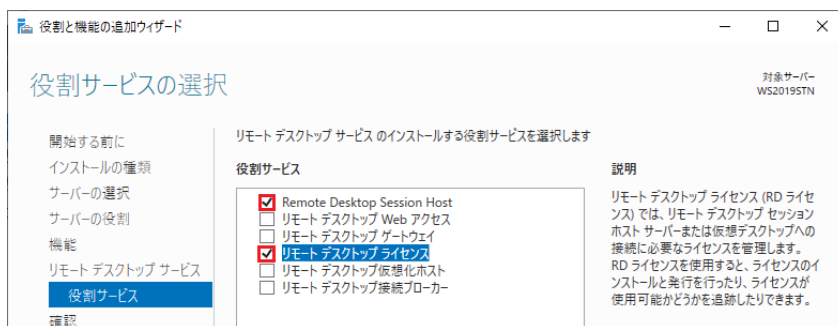 役割と機能の追加ウィザード
役割サービスの選択
対象サーバー
WS2019STN
開始する前に
インストールの種類
サーバーの選択
サーバーの役割
機能
リモート デスクトップ サービス
役割サービス
確認
リモート デスクトップ サービス のインストールする役割サービスを選択します
役割サービス
Remote Desktop Session Host
リモート デスクトップ Web アクセス
リモート デスクトップ ゲートウェイ
リモート デスクトップ ライセンス
リモート デスクトップ仮想化ホスト
リモート デスクトップ接続ブローカー
説明
リモート デスクトップ ライセンス (RD ライセ
ンス) では、リモート デスクトップ セッション
ホスト サーバーまたは仮想デスクトップへの
接続に必要なライセンスを管理します。
RD ライセンスを使用すると、ライセンスのイ
ンストールと発行を行ったり、ライセンスが
使用可能かどうかを追跡したりできます。